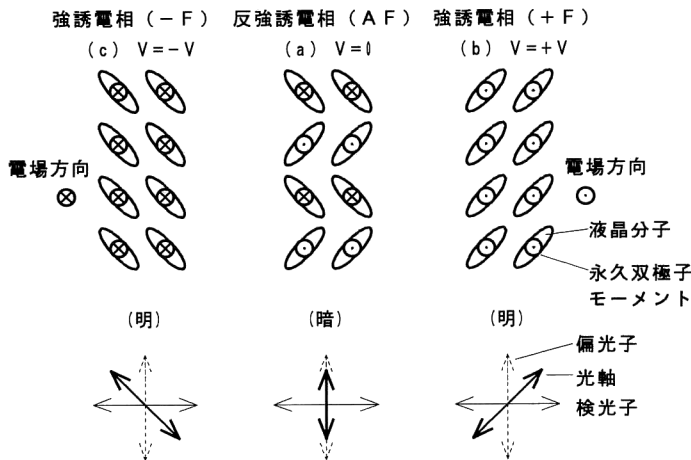 強誘電相(－F) 反強誘電相(AF) 強誘電相(＋F)
(c) V=－V (a) V=0 (b) V=＋V
電場方向 電場方向
液晶分子
永久双極子
モーメント
(明) (暗) (明)
偏光子
光軸
検光子